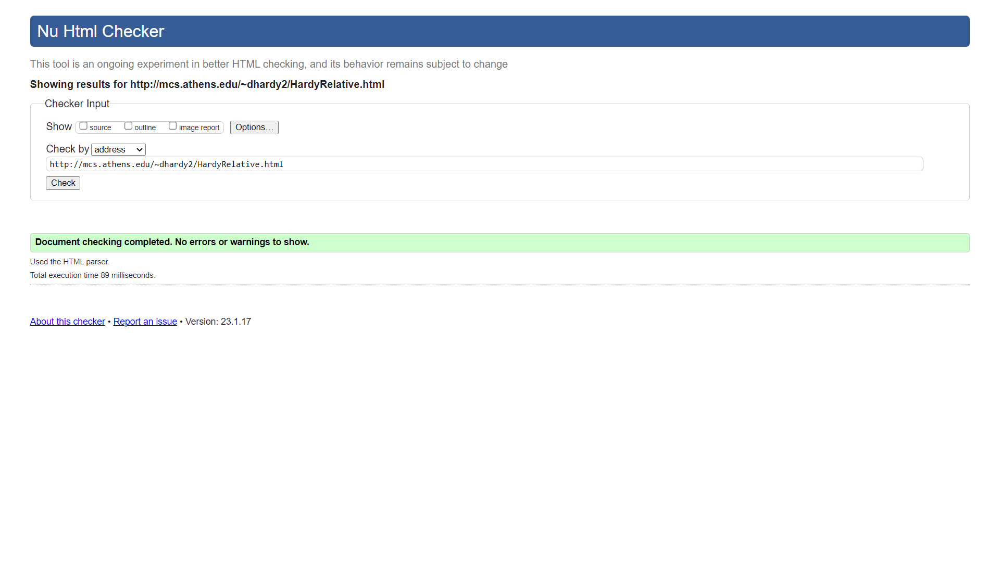 Nu Html Checker
This tool is an ongoing experiment in better HTML checking, and its behavior remains subject to change
Showing results for http://mcs.athens.edu/~dhardy2/HardyRelative.html
Checker Input
Show source outline image report Options…
Check by address
http://mcs.athens.edu/~dhardy2/HardyRelative.html
Check
Document checking completed. No errors or warnings to show.
Used the HTML parser.
Total execution time 89 milliseconds.
About this checker • Report an issue • Version: 23.1.17